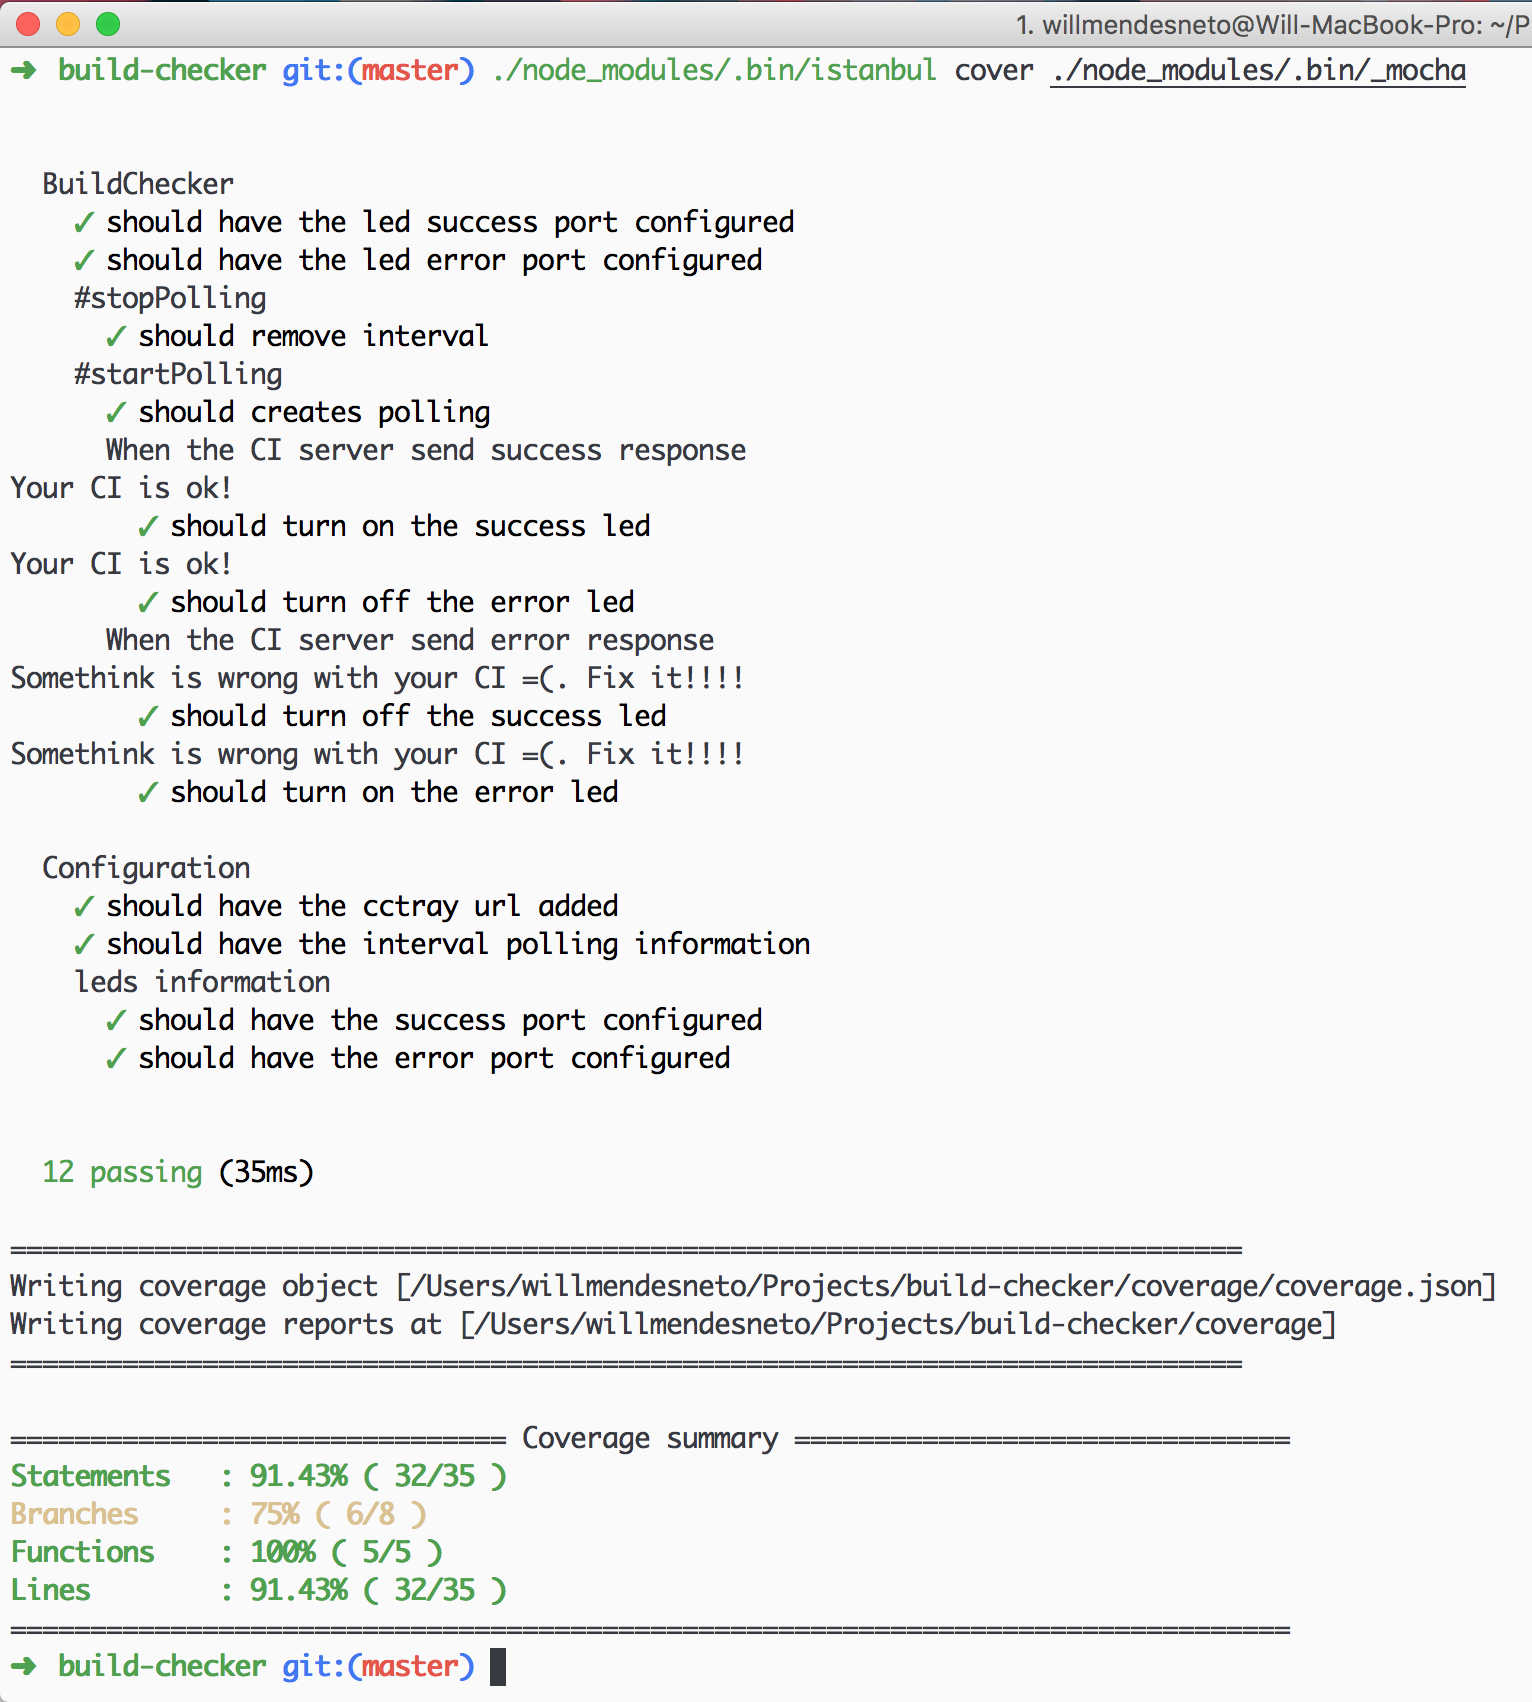 1. willmendesneto@Will-MacBook-Pro: ~/P
➜ build-checker git:(master) ./node_modules/.bin/istanbul cover ./node_modules/.bin/_mocha
BuildChecker
✓ should have the led success port configured
✓ should have the led error port configured
#stopPolling
✓ should remove interval
#startPolling
✓ should creates polling
When the CI server send success response
Your CI is ok!
✓ should turn on the success led
Your CI is ok!
✓ should turn off the error led
When the CI server send error response
Somethink is wrong with your CI =(. Fix it!!!!
✓ should turn off the success led
Somethink is wrong with your CI =(. Fix it!!!!
✓ should turn on the error led
Configuration
✓ should have the cctray url added
✓ should have the interval polling information
leds information
✓ should have the success port configured
✓ should have the error port configured
12 passing (35ms)
=============================================================================
Writing coverage object [/Users/willmendesneto/Projects/build-checker/coverage/coverage.json]
Writing coverage reports at [/Users/willmendesneto/Projects/build-checker/coverage]
=============================================================================
=============================== Coverage summary ===============================
Statements : 91.43% ( 32/35 )
Branches : 75% ( 6/8 )
Functions : 100% ( 5/5 )
Lines : 91.43% ( 32/35 )
================================================================================
➜ build-checker git:(master)